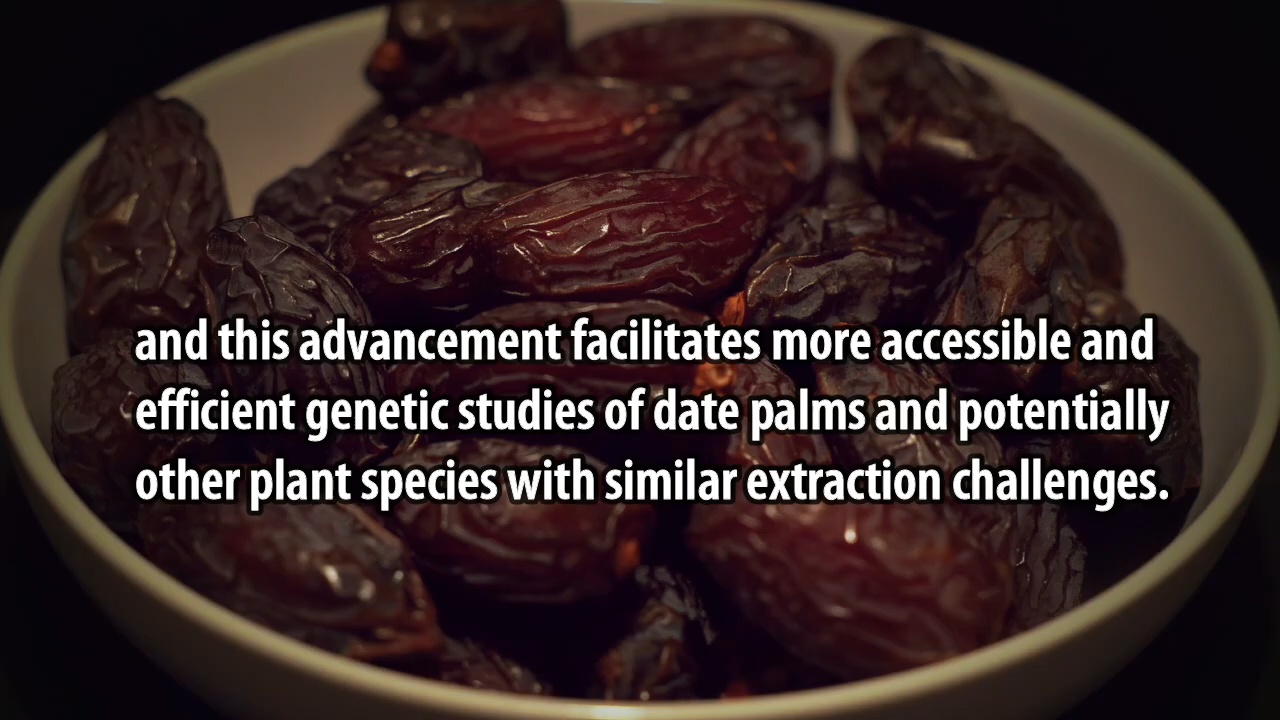 and this advancement facilitates more accessible and
efficient genetic studies of date palms and potentially
other plant species with similar extraction challenges.